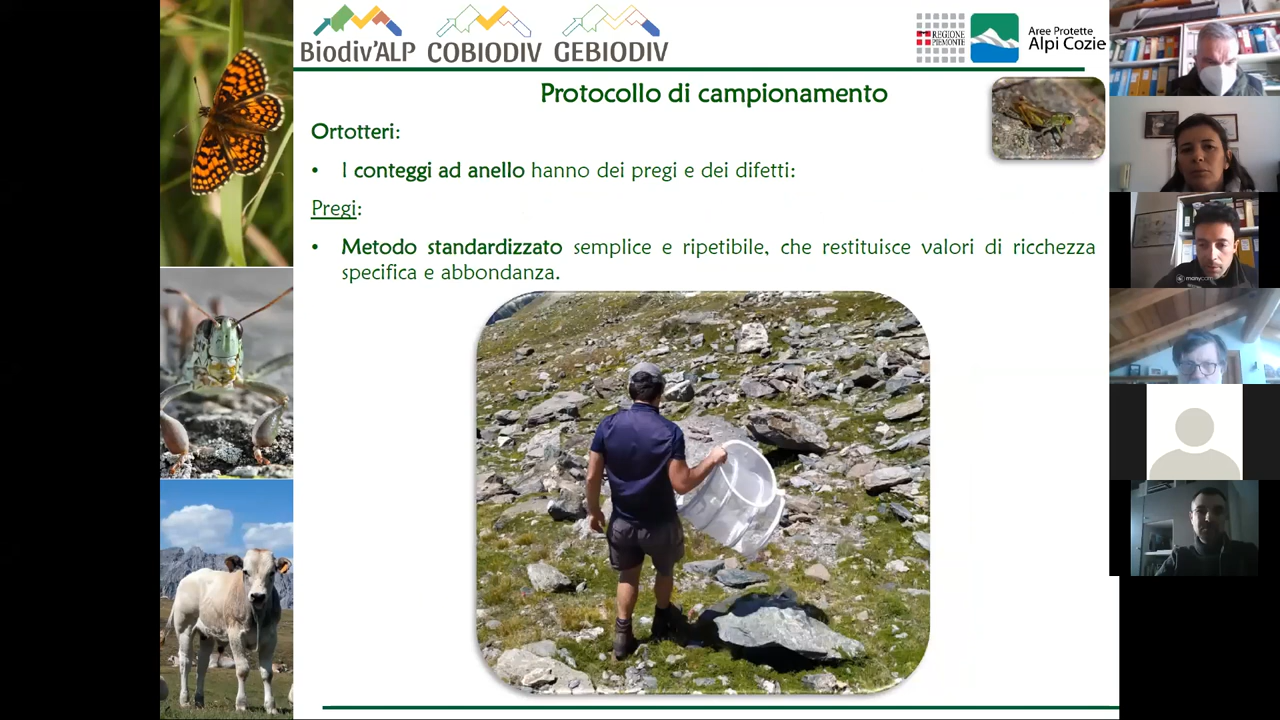 Biodiv'ALP COBIODIV GEBIODIV
REGIONE
PIEMONTE
Aree Protette
Alpi Cozie
Protocollo di campionamento
Ortotteri:
• I conteggi ad anello hanno dei pregi e dei difetti:
Pregi:
• Metodo standardizzato semplice e ripetibile, che restituisce valori di ricchezza
specifica e abbondanza.
manycam